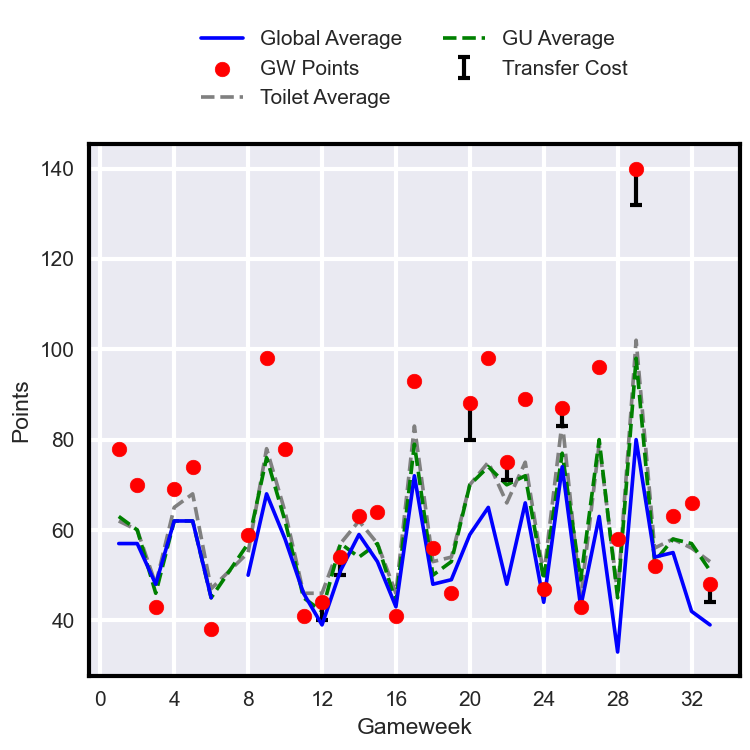 Global Average
GW Points
Toilet Average
GU Average
Transfer Cost
140
120
100
80
60
40
Points
0 4 8 12 16 20 24 28 32
Gameweek